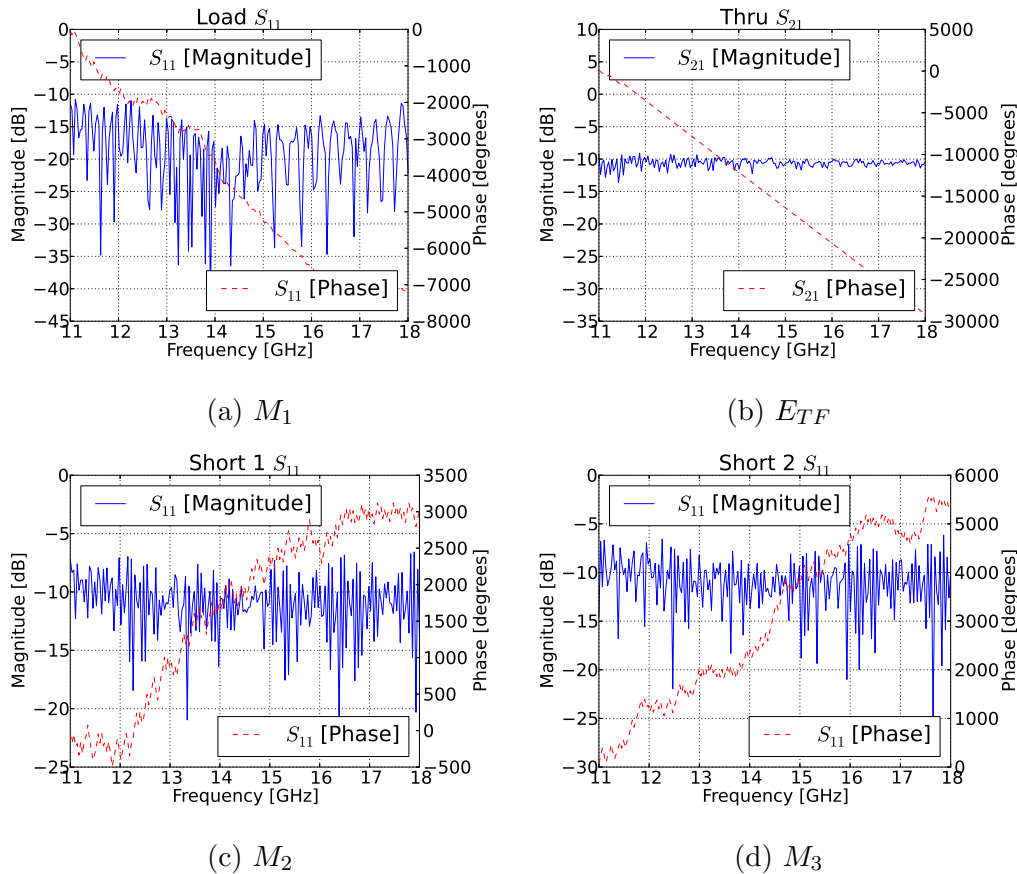 Load S₁₁
S₁₁ [Magnitude]
S₁₁ [Phase]
Magnitude [dB]
0
−5
−10
−15
−20
−25
−30
−35
−40
−45
Phase [degrees]
0
−1000
−2000
−3000
−4000
−5000
−6000
−7000
−8000
11 12 13 14 15 16 17 18
Frequency [GHz]
(a) M₁
Thru S₂₁
S₂₁ [Magnitude]
S₂₁ [Phase]
Magnitude [dB]
10
5
0
−5
−10
−15
−20
−25
−30
−35
Phase [degrees]
5000
0
−5000
−10000
−15000
−20000
−25000
−30000
11 12 13 14 15 16 17 18
Frequency [GHz]
(b) E_TF
Short 1 S₁₁
S₁₁ [Magnitude]
S₁₁ [Phase]
Magnitude [dB]
0
−5
−10
−15
−20
−25
Phase [degrees]
3500
3000
2500
2000
1500
1000
500
0
−500
11 12 13 14 15 16 17 18
Frequency [GHz]
(c) M₂
Short 2 S₁₁
S₁₁ [Magnitude]
S₁₁ [Phase]
Magnitude [dB]
0
−5
−10
−15
−20
−25
−30
Phase [degrees]
6000
5000
4000
3000
2000
1000
0
11 12 13 14 15 16 17 18
Frequency [GHz]
(d) M₃